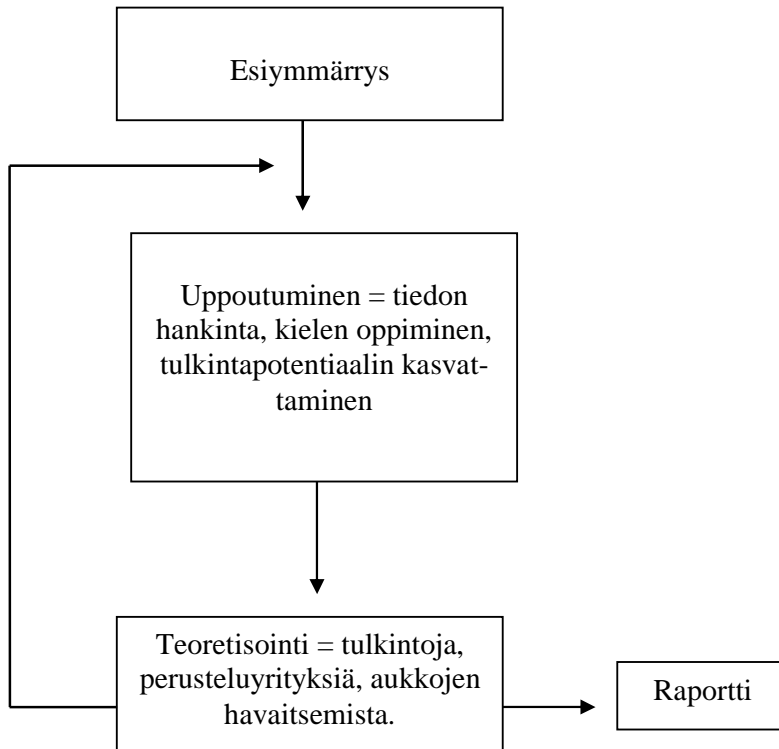 Esiymmärrys
Uppoutuminen = tiedon
hankinta, kielen oppiminen,
tulkintapotentiaalin kasvat-
taminen
Teoretisointi = tulkintoja,
perusteluyrityksiä, aukkojen
havaitsemista.
Raportti